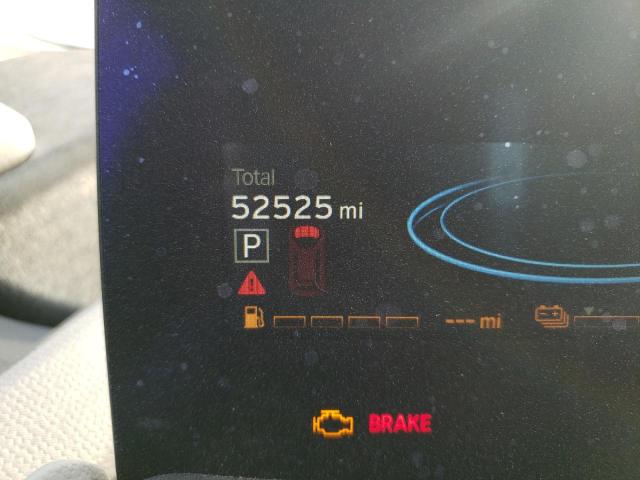 Total
52525 mi
P
--- mi
BRAKE